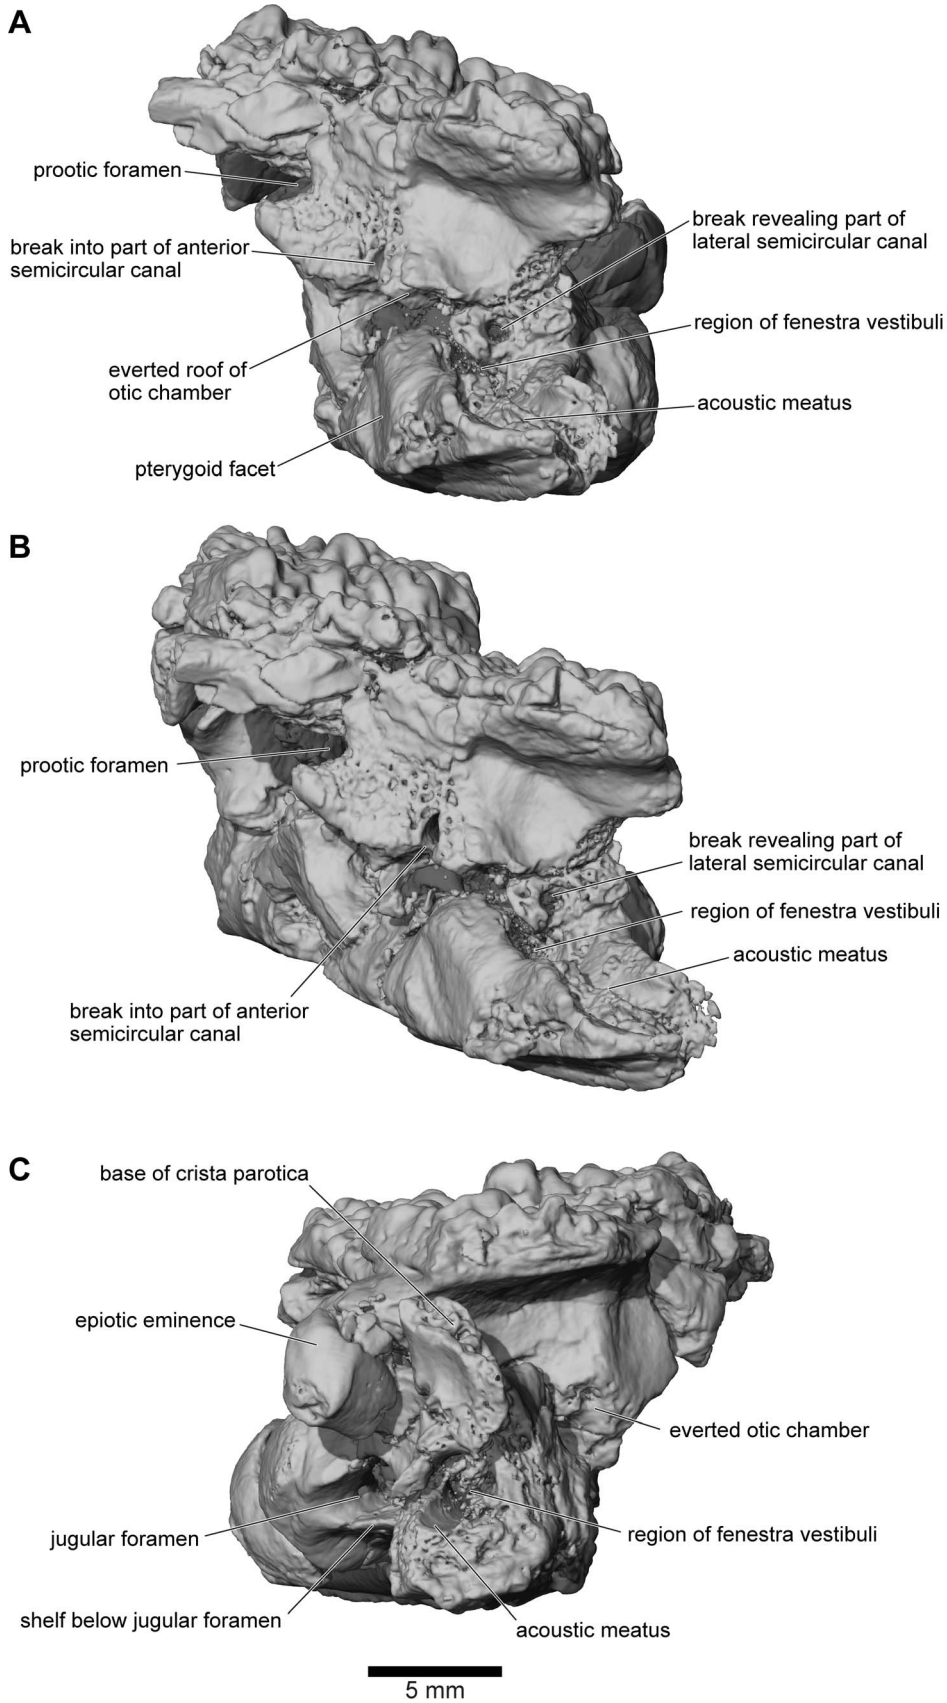 A
prootic foramen
break into part of anterior
semicircular canal
everted roof of
otic chamber
pterygoid facet
break revealing part of
lateral semicircular canal
region of fenestra vestibuli
acoustic meatus
B
prootic foramen
break into part of anterior
semicircular canal
break revealing part of
lateral semicircular canal
region of fenestra vestibuli
acoustic meatus
C
base of crista parotica
epiotic eminence
jugular foramen
shelf below jugular foramen
everted otic chamber
region of fenestra vestibuli
acoustic meatus
5 mm